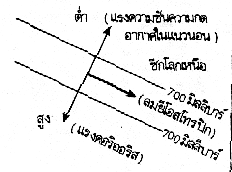 ต่ำ (แรงความชันความกด
อากาศในแนวนอน)
ซีกโลกเหนือ
700 มิลลิบาร์
(ลมยีโอสโทรปิก)
สูง
700 มิลลิบาร์
(แรงคอริออริส)